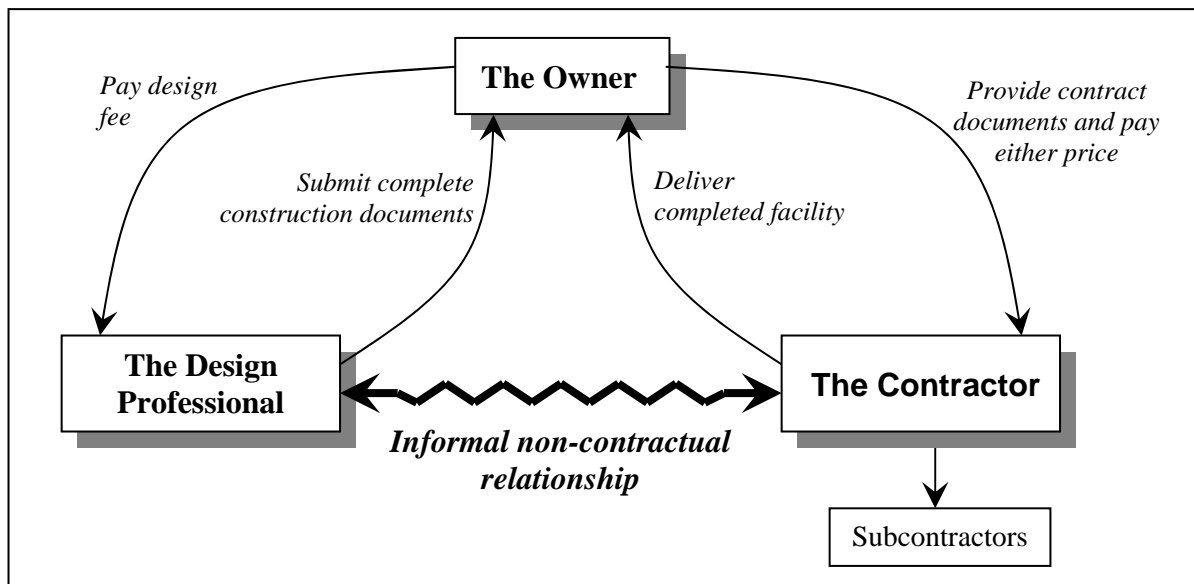 The Owner
Pay design
fee
Provide contract
documents and pay
either price
Submit complete
construction documents
Deliver
completed facility
The Design
Professional
The Contractor
Informal non-contractual
relationship
Subcontractors